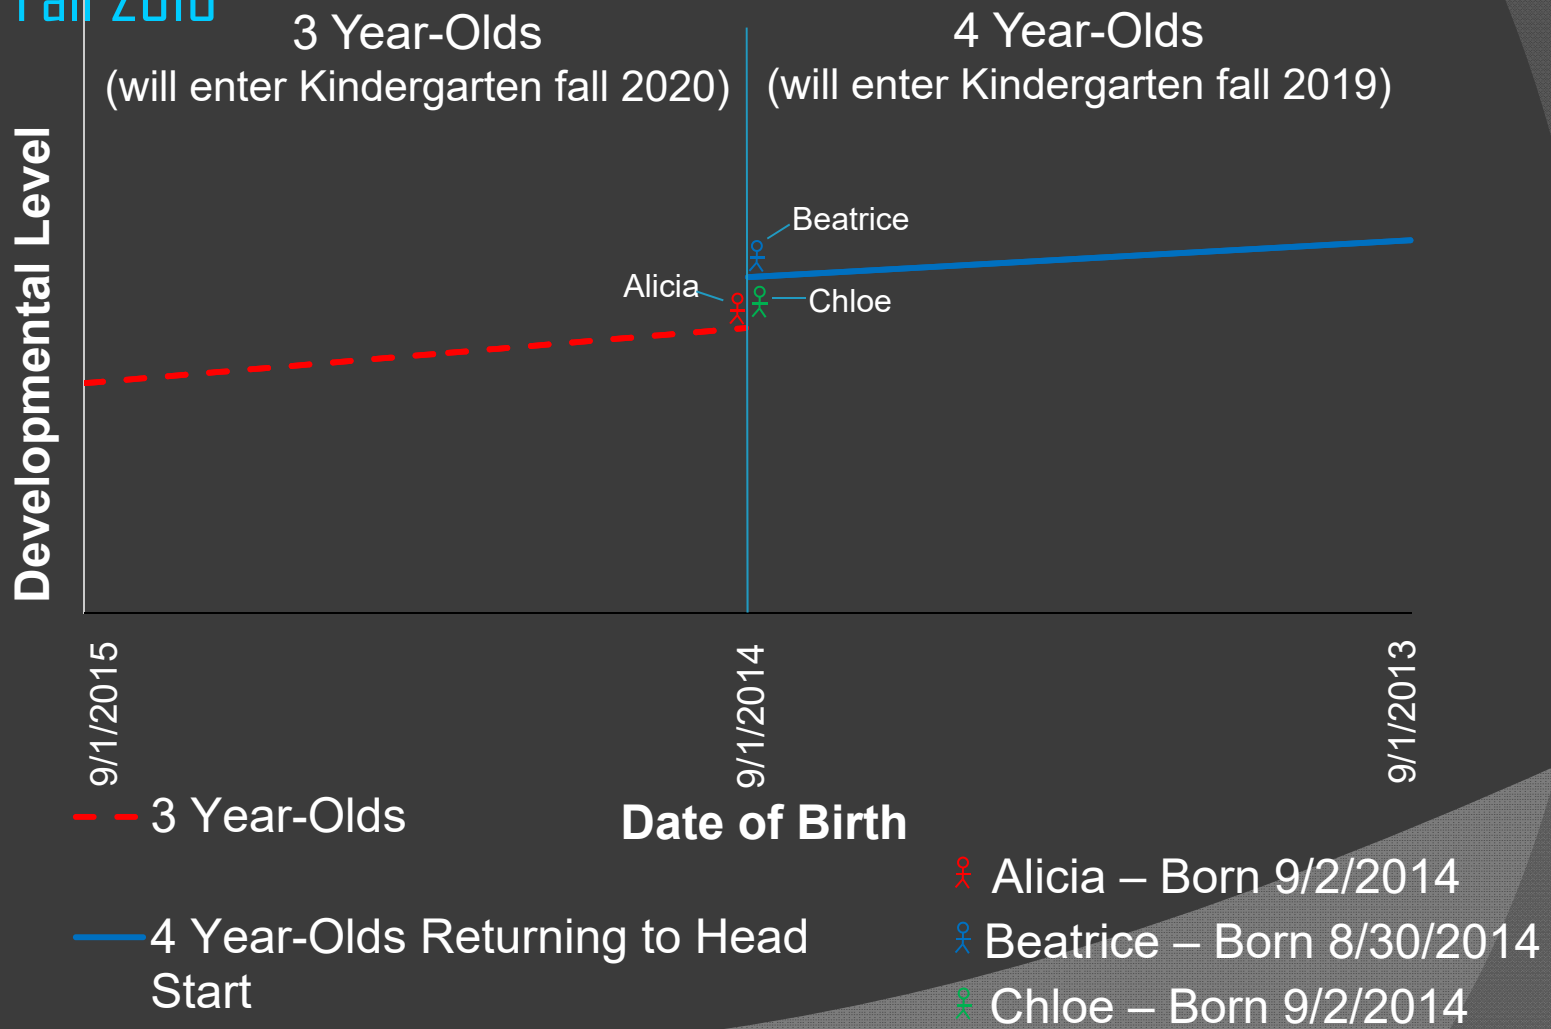 3 Year-Olds
(will enter Kindergarten fall 2020)
4 Year-Olds
(will enter Kindergarten fall 2019)
Developmental Level
Beatrice
Alicia
Chloe
9/1/2015
9/1/2014
9/1/2013
Date of Birth
3 Year-Olds
4 Year-Olds Returning to Head
Start
Alicia – Born 9/2/2014
Beatrice – Born 8/30/2014
Chloe – Born 9/2/2014